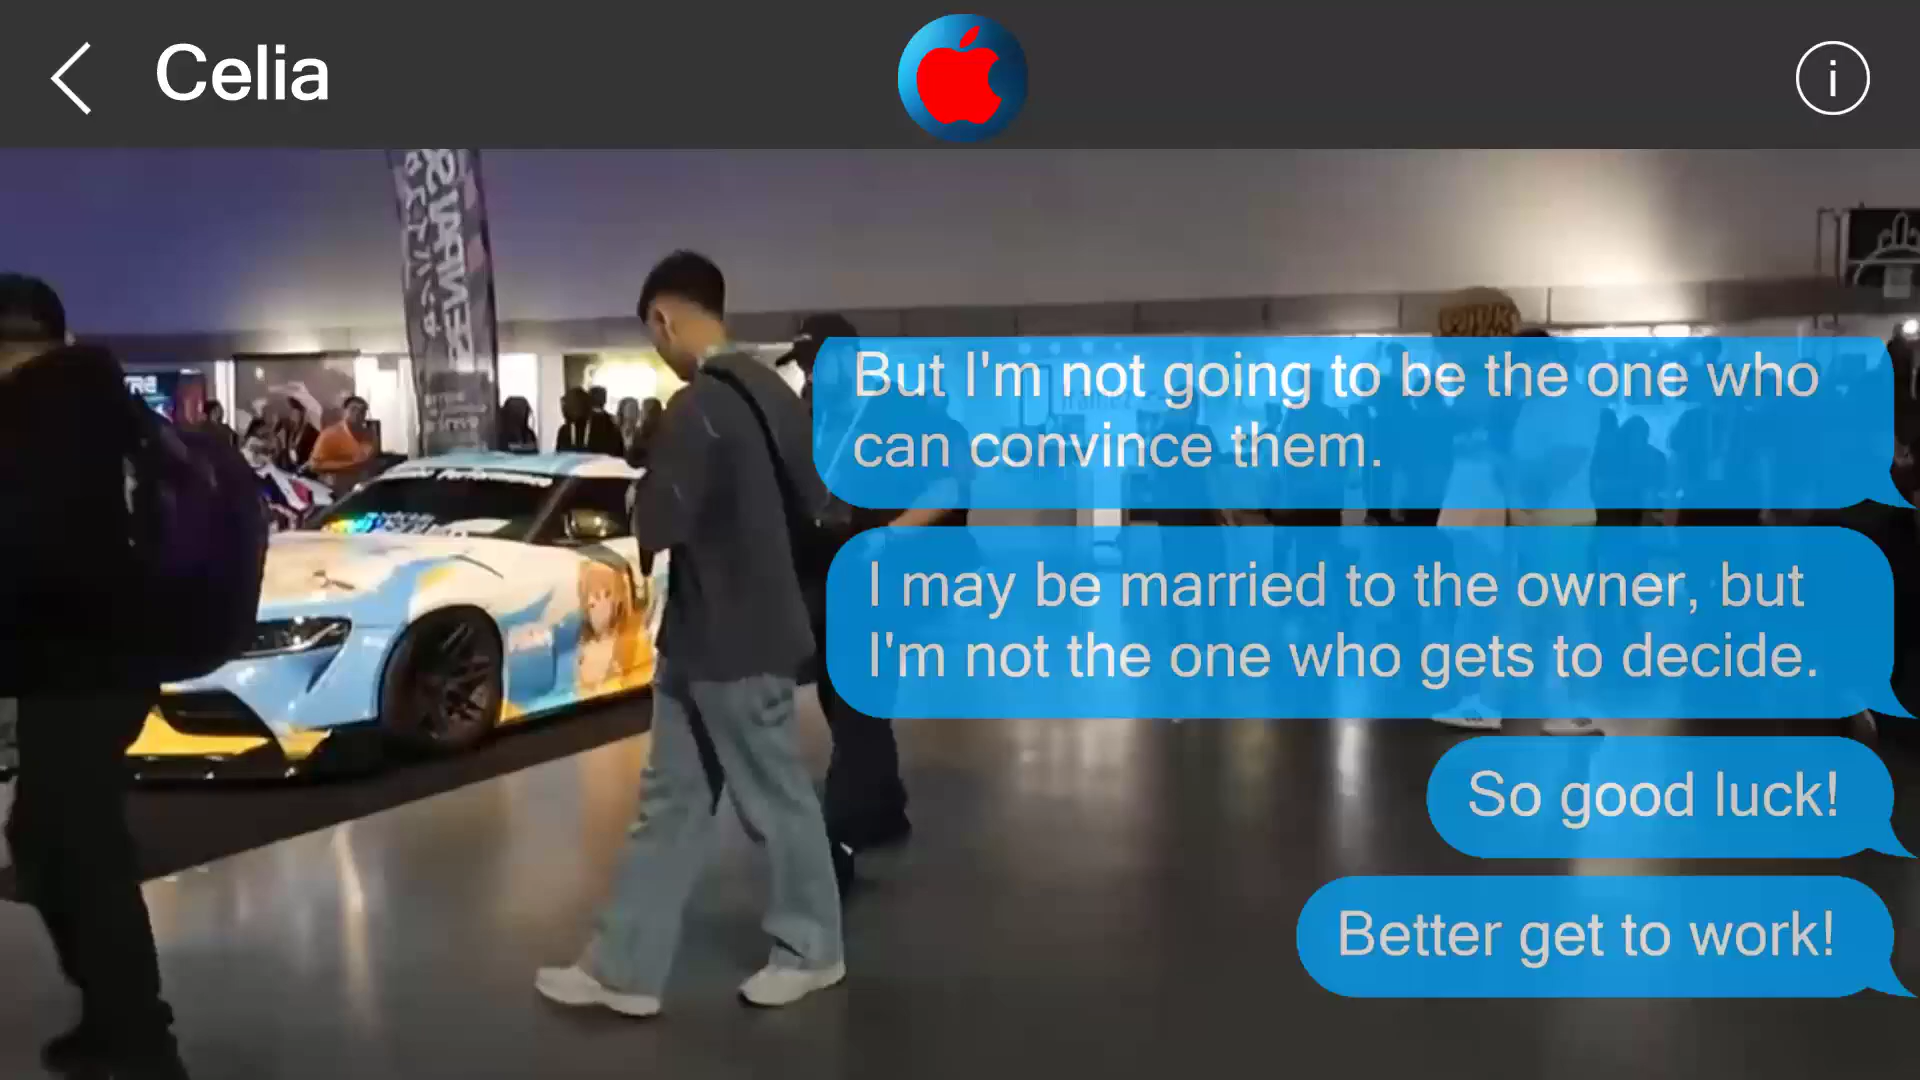 Celia
But I'm not going to be the one who
can convince them.
I may be married to the owner, but
I'm not the one who gets to decide.
So good luck!
Better get to work!